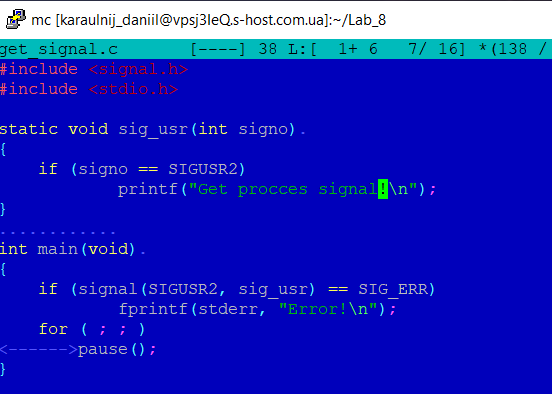 mc [karaulnij_daniil@vpsj3IeQ.s-host.com.ua]:~/Lab_8
get_signal.c [----] 38 L:[ 1+ 6 7/ 16] *(138 /
#include <signal.h>
#include <stdio.h>
static void sig_usr(int signo).
{
if (signo == SIGUSR2)
printf("Get procces signal!\n");
}
............
int main(void).
{
if (signal(SIGUSR2, sig_usr) == SIG_ERR)
fprintf(stderr, "Error!\n");
for ( ; ; )
<------>pause();
}